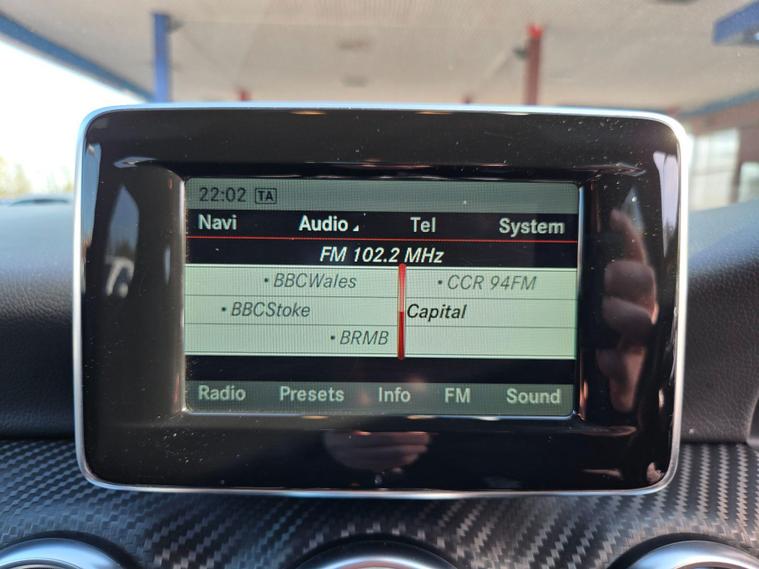 22:02 TA
Navi Audio Tel System
FM 102.2 MHz
• BBCWales • CCR 94FM
• BBCStoke Capital
• BRMB
Radio Presets Info FM Sound